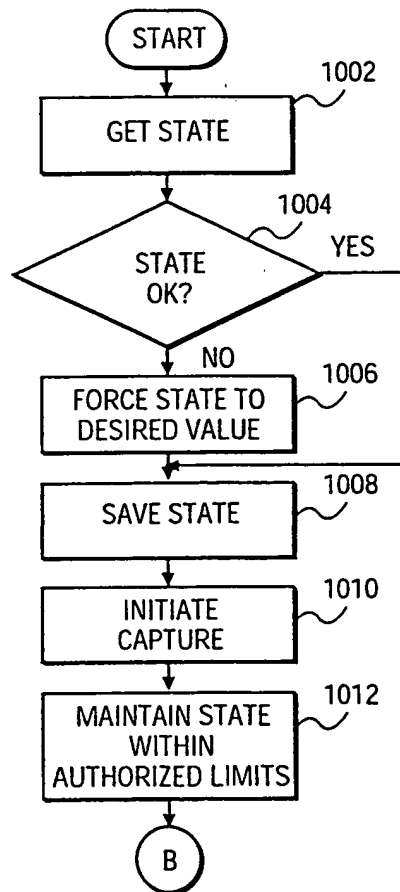 START
1002
GET STATE
1004
STATE
OK?
YES
NO
1006
FORCE STATE TO
DESIRED VALUE
1008
SAVE STATE
1010
INITIATE
CAPTURE
1012
MAINTAIN STATE
WITHIN
AUTHORIZED LIMITS
B